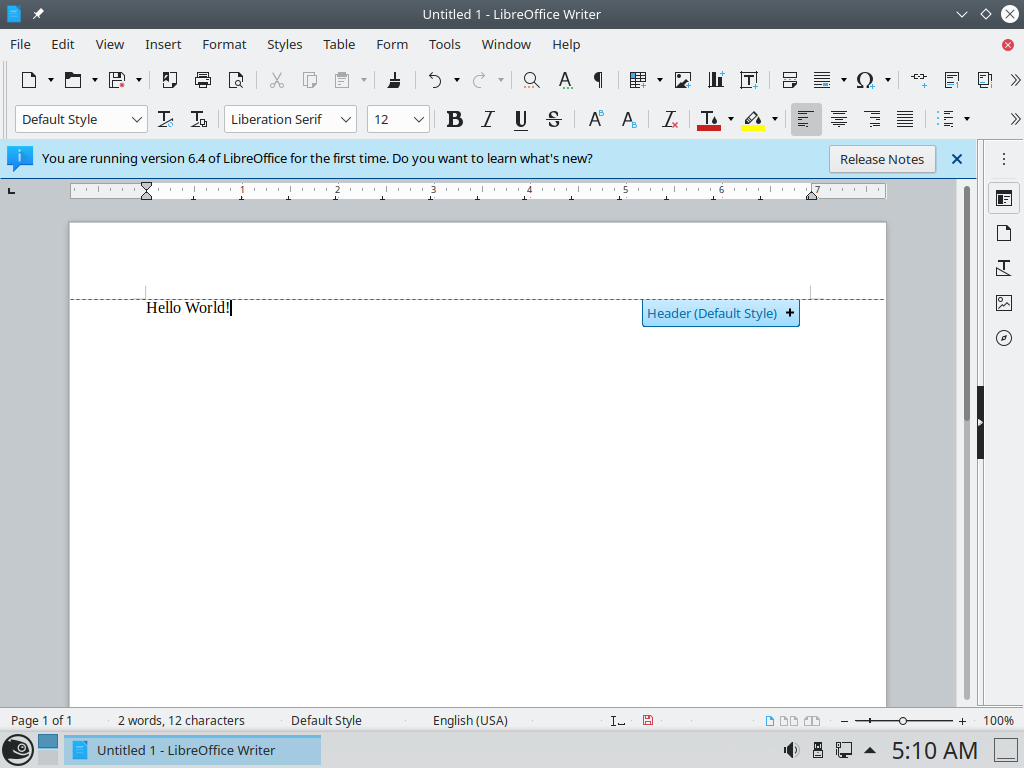 Untitled 1 - LibreOffice Writer
File Edit View Insert Format Styles Table Form Tools Window Help
Default Style Liberation Serif 12
You are running version 6.4 of LibreOffice for the first time. Do you want to learn what's new? Release Notes
1 2 3 4 5 6 7
Hello World!
Header (Default Style) +
Page 1 of 1 2 words, 12 characters Default Style English (USA) 100%
Untitled 1 - LibreOffice Writer 5:10 AM